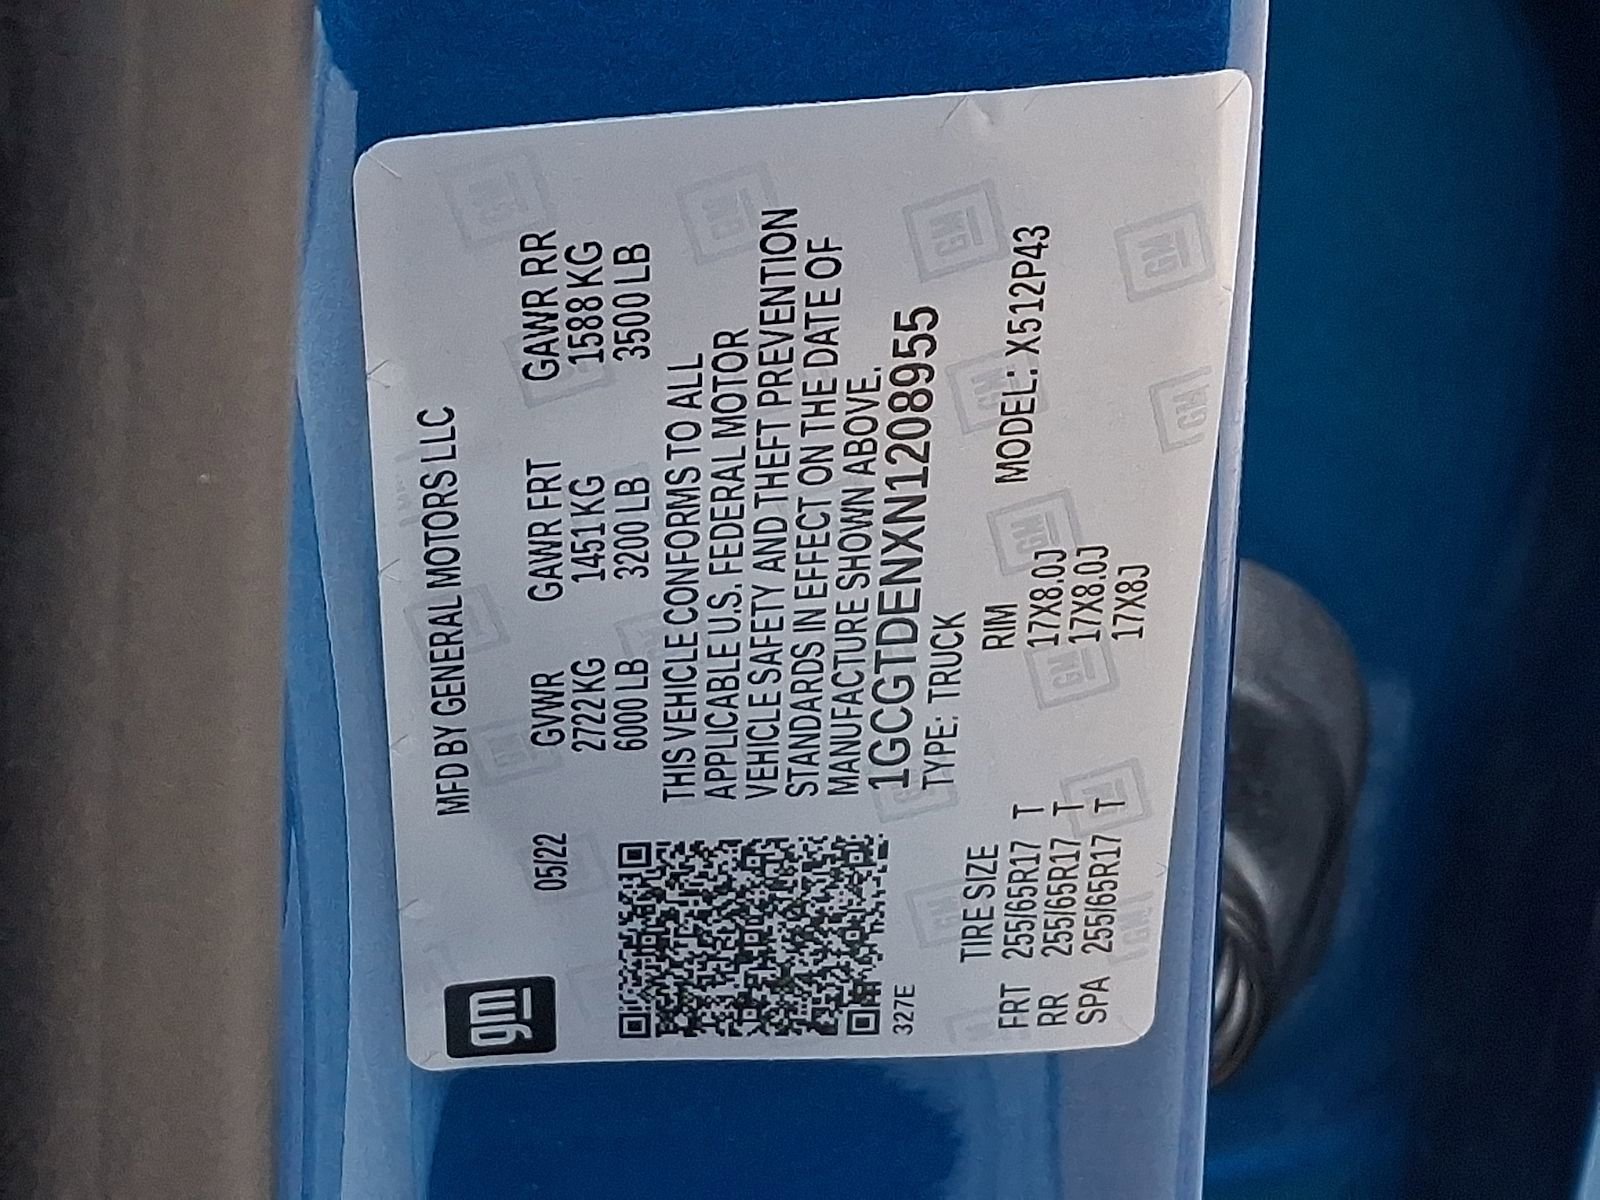 gm
MFD BY GENERAL MOTORS LLC
05/22 GVWR GAWR FRT GAWR RR
2722 KG 1451 KG 1588 KG
6000 LB 3200 LB 3500 LB
THIS VEHICLE CONFORMS TO ALL
APPLICABLE U.S. FEDERAL MOTOR
VEHICLE SAFETY AND THEFT PREVENTION
STANDARDS IN EFFECT ON THE DATE OF
MANUFACTURE SHOWN ABOVE.
1GCGTDENXN1208955
327E TYPE: TRUCK
TIRE SIZE RIM MODEL: X512P43
FRT 255/65R17 T 17X8.0J
RR 255/65R17 T 17X8.0J
SPA 255/65R17 T 17X8J